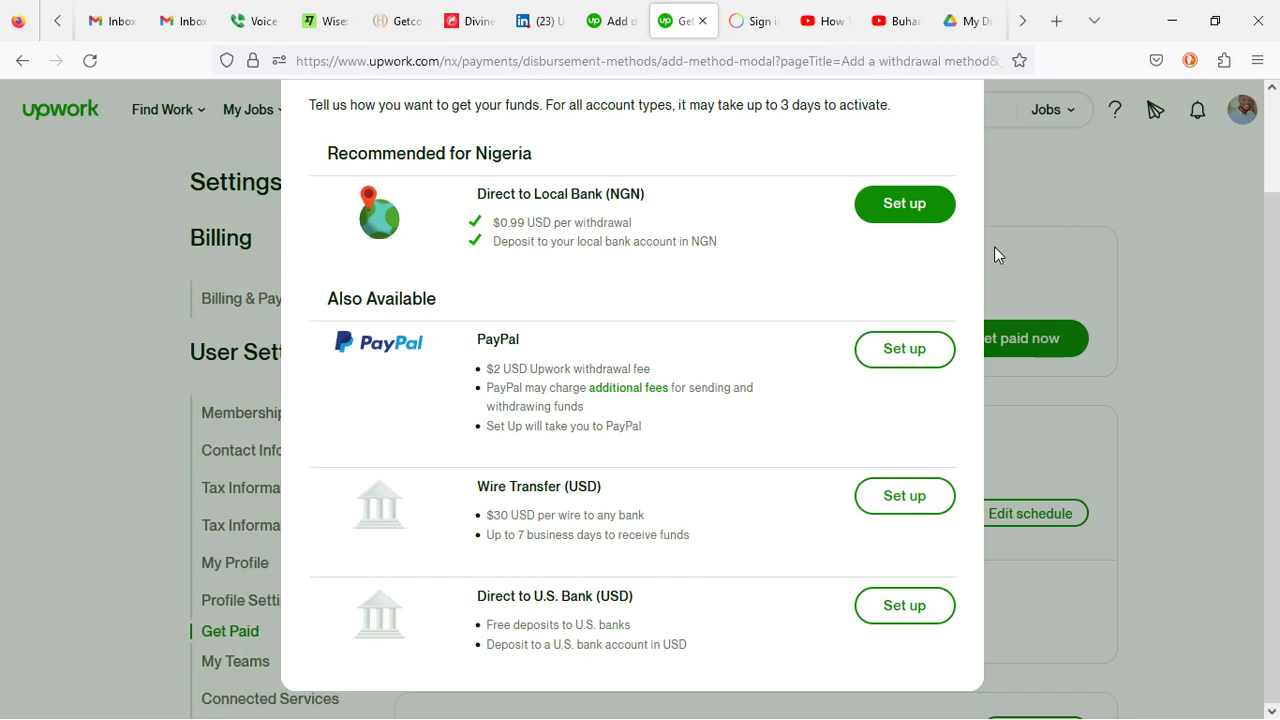 Inbox
Inbox
Voice
Wise:
Getco
Divine
(23) U
Add d
Get
Sign i
How T
Buhar
My Dr
https://www.upwork.com/nx/payments/disbursement-methods/add-method-modal?pageTitle=Add a withdrawal method&
upwork
Find Work
My Jobs
Jobs
Tell us how you want to get your funds. For all account types, it may take up to 3 days to activate.
Settings
Billing
Billing & Pay
User Set
Membership
Contact Info
Tax Informa
Tax Informa
My Profile
Profile Setti
Get Paid
My Teams
Connected Services
Recommended for Nigeria
Direct to Local Bank (NGN)
$0.99 USD per withdrawal
Deposit to your local bank account in NGN
Set up
Also Available
PayPal
PayPal
$2 USD Upwork withdrawal fee
PayPal may charge additional fees for sending and
withdrawing funds
Set Up will take you to PayPal
Set up
Wire Transfer (USD)
$30 USD per wire to any bank
Up to 7 business days to receive funds
Set up
Direct to U.S. Bank (USD)
Free deposits to U.S. banks
Deposit to a U.S. bank account in USD
Set up
et paid now
Edit schedule